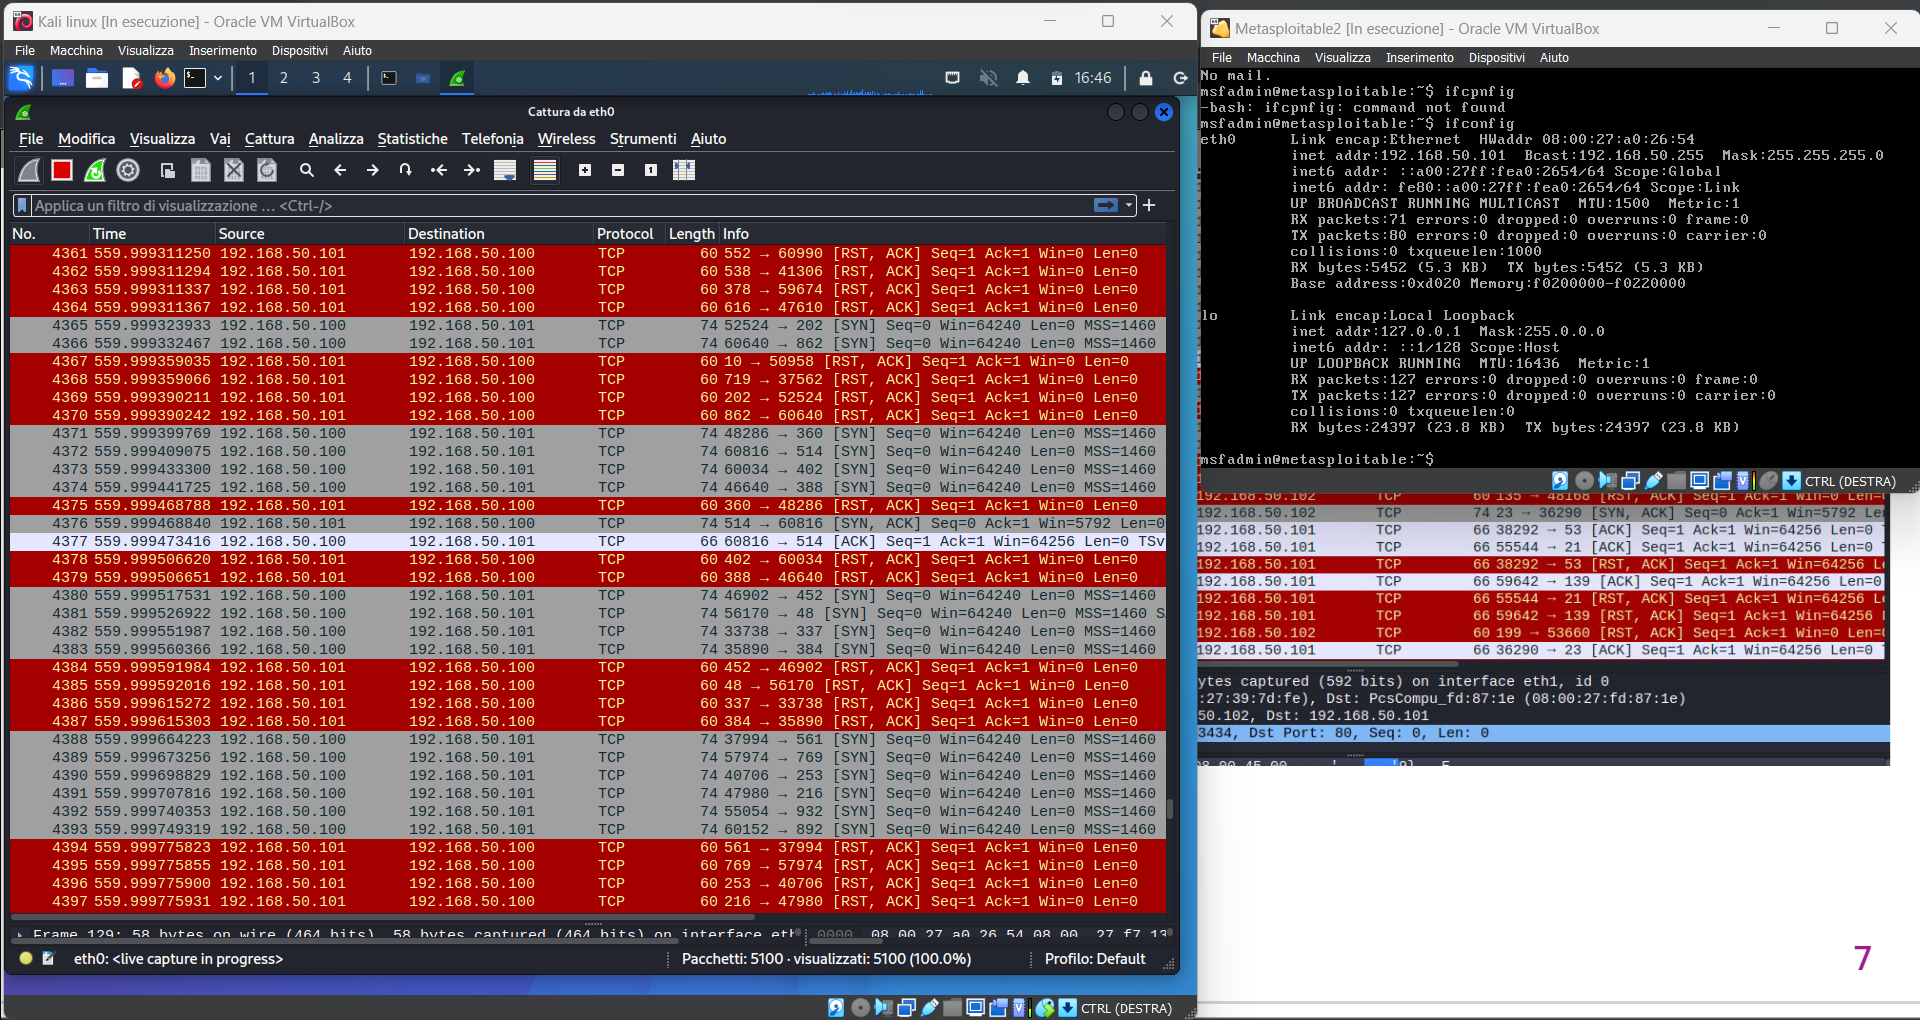 Kali linux [In esecuzione] - Oracle VM VirtualBox
File Macchina Visualizza Inserimento Dispositivi Aiuto
1 2 3 4 16:46
Cattura da eth0
File Modifica Visualizza Vai Cattura Analizza Statistiche Telefonia Wireless Strumenti Aiuto
Applica un filtro di visualizzazione … <Ctrl-/>
No. Time Source Destination Protocol Length Info
4361 559.999311250 192.168.50.101 192.168.50.100 TCP 60 552 → 60990 [RST, ACK] Seq=1 Ack=1 Win=0 Len=0
4362 559.999311294 192.168.50.101 192.168.50.100 TCP 60 538 → 41306 [RST, ACK] Seq=1 Ack=1 Win=0 Len=0
4363 559.999311337 192.168.50.101 192.168.50.100 TCP 60 378 → 59674 [RST, ACK] Seq=1 Ack=1 Win=0 Len=0
4364 559.999311367 192.168.50.101 192.168.50.100 TCP 60 616 → 47610 [RST, ACK] Seq=1 Ack=1 Win=0 Len=0
4365 559.999323933 192.168.50.100 192.168.50.101 TCP 74 52524 → 202 [SYN] Seq=0 Win=64240 Len=0 MSS=1460
4366 559.999332467 192.168.50.100 192.168.50.101 TCP 74 60640 → 862 [SYN] Seq=0 Win=64240 Len=0 MSS=1460
4367 559.999359035 192.168.50.101 192.168.50.100 TCP 60 10 → 50958 [RST, ACK] Seq=1 Ack=1 Win=0 Len=0
4368 559.999359066 192.168.50.101 192.168.50.100 TCP 60 719 → 37562 [RST, ACK] Seq=1 Ack=1 Win=0 Len=0
4369 559.999390211 192.168.50.101 192.168.50.100 TCP 60 202 → 52524 [RST, ACK] Seq=1 Ack=1 Win=0 Len=0
4370 559.999390242 192.168.50.101 192.168.50.100 TCP 60 862 → 60640 [RST, ACK] Seq=1 Ack=1 Win=0 Len=0
4371 559.999399769 192.168.50.100 192.168.50.101 TCP 74 48286 → 360 [SYN] Seq=0 Win=64240 Len=0 MSS=1460
4372 559.999409075 192.168.50.100 192.168.50.101 TCP 74 60816 → 514 [SYN] Seq=0 Win=64240 Len=0 MSS=1460
4373 559.999433300 192.168.50.100 192.168.50.101 TCP 74 60034 → 402 [SYN] Seq=0 Win=64240 Len=0 MSS=1460
4374 559.999441725 192.168.50.100 192.168.50.101 TCP 74 46640 → 388 [SYN] Seq=0 Win=64240 Len=0 MSS=1460
4375 559.999468788 192.168.50.101 192.168.50.100 TCP 60 360 → 48286 [RST, ACK] Seq=1 Ack=1 Win=0 Len=0
4376 559.999468840 192.168.50.101 192.168.50.100 TCP 74 514 → 60816 [SYN, ACK] Seq=0 Ack=1 Win=5792 Len=0
4377 559.999473416 192.168.50.100 192.168.50.101 TCP 66 60816 → 514 [ACK] Seq=1 Ack=1 Win=64256 Len=0 TSv
4378 559.999506620 192.168.50.101 192.168.50.100 TCP 60 402 → 60034 [RST, ACK] Seq=1 Ack=1 Win=0 Len=0
4379 559.999506651 192.168.50.101 192.168.50.100 TCP 60 388 → 46640 [RST, ACK] Seq=1 Ack=1 Win=0 Len=0
4380 559.999517531 192.168.50.100 192.168.50.101 TCP 74 46902 → 452 [SYN] Seq=0 Win=64240 Len=0 MSS=1460
4381 559.999526922 192.168.50.100 192.168.50.101 TCP 74 56170 → 48 [SYN] Seq=0 Win=64240 Len=0 MSS=1460 S
4382 559.999551987 192.168.50.100 192.168.50.101 TCP 74 33738 → 337 [SYN] Seq=0 Win=64240 Len=0 MSS=1460
4383 559.999560366 192.168.50.100 192.168.50.101 TCP 74 35890 → 384 [SYN] Seq=0 Win=64240 Len=0 MSS=1460
4384 559.999591984 192.168.50.101 192.168.50.100 TCP 60 452 → 46902 [RST, ACK] Seq=1 Ack=1 Win=0 Len=0
4385 559.999592016 192.168.50.101 192.168.50.100 TCP 60 48 → 56170 [RST, ACK] Seq=1 Ack=1 Win=0 Len=0
4386 559.999615272 192.168.50.101 192.168.50.100 TCP 60 337 → 33738 [RST, ACK] Seq=1 Ack=1 Win=0 Len=0
4387 559.999615303 192.168.50.101 192.168.50.100 TCP 60 384 → 35890 [RST, ACK] Seq=1 Ack=1 Win=0 Len=0
4388 559.999664223 192.168.50.100 192.168.50.101 TCP 74 37994 → 561 [SYN] Seq=0 Win=64240 Len=0 MSS=1460
4389 559.999673256 192.168.50.100 192.168.50.101 TCP 74 57974 → 769 [SYN] Seq=0 Win=64240 Len=0 MSS=1460
4390 559.999698829 192.168.50.100 192.168.50.101 TCP 74 40706 → 253 [SYN] Seq=0 Win=64240 Len=0 MSS=1460
4391 559.999707816 192.168.50.100 192.168.50.101 TCP 74 47980 → 216 [SYN] Seq=0 Win=64240 Len=0 MSS=1460
4392 559.999740353 192.168.50.100 192.168.50.101 TCP 74 55054 → 932 [SYN] Seq=0 Win=64240 Len=0 MSS=1460
4393 559.999749319 192.168.50.100 192.168.50.101 TCP 74 60152 → 892 [SYN] Seq=0 Win=64240 Len=0 MSS=1460
4394 559.999775823 192.168.50.101 192.168.50.100 TCP 60 561 → 37994 [RST, ACK] Seq=1 Ack=1 Win=0 Len=0
4395 559.999775855 192.168.50.101 192.168.50.100 TCP 60 769 → 57974 [RST, ACK] Seq=1 Ack=1 Win=0 Len=0
4396 559.999775900 192.168.50.101 192.168.50.100 TCP 60 253 → 40706 [RST, ACK] Seq=1 Ack=1 Win=0 Len=0
4397 559.999775931 192.168.50.101 192.168.50.100 TCP 60 216 → 47980 [RST, ACK] Seq=1 Ack=1 Win=0 Len=0
Frame 129: 58 bytes on wire (464 bits), 58 bytes captured (464 bits) on interface eth 0000 08 00 27 a0 26 54 08 00 27 f7 13
eth0: <live capture in progress> Pacchetti: 5100 · visualizzati: 5100 (100.0%) Profilo: Default
CTRL (DESTRA)
Metasploitable2 [In esecuzione] - Oracle VM VirtualBox
File Macchina Visualizza Inserimento Dispositivi Aiuto
No mail.
msfadmin@metasploitable:~$ ifcpnfig
-bash: ifcpnfig: command not found
msfadmin@metasploitable:~$ ifconfig
eth0 Link encap:Ethernet HWaddr 08:00:27:a0:26:54
inet addr:192.168.50.101 Bcast:192.168.50.255 Mask:255.255.255.0
inet6 addr: ::a00:27ff:fea0:2654/64 Scope:Global
inet6 addr: fe80::a00:27ff:fea0:2654/64 Scope:Link
UP BROADCAST RUNNING MULTICAST MTU:1500 Metric:1
RX packets:71 errors:0 dropped:0 overruns:0 frame:0
TX packets:80 errors:0 dropped:0 overruns:0 carrier:0
collisions:0 txqueuelen:1000
RX bytes:5452 (5.3 KB) TX bytes:5452 (5.3 KB)
Base address:0xd020 Memory:f0200000-f0220000
lo Link encap:Local Loopback
inet addr:127.0.0.1 Mask:255.0.0.0
inet6 addr: ::1/128 Scope:Host
UP LOOPBACK RUNNING MTU:16436 Metric:1
RX packets:127 errors:0 dropped:0 overruns:0 frame:0
TX packets:127 errors:0 dropped:0 overruns:0 carrier:0
collisions:0 txqueuelen:0
RX bytes:24397 (23.8 KB) TX bytes:24397 (23.8 KB)
msfadmin@metasploitable:~$
CTRL (DESTRA)
192.168.50.102 TCP 60 135 → 48168 [RST, ACK] Seq=1 Ack=1 Win=0 Len=
192.168.50.102 TCP 74 23 → 36290 [SYN, ACK] Seq=0 Ack=1 Win=5792 Le
192.168.50.101 TCP 66 38292 → 53 [ACK] Seq=1 Ack=1 Win=64256 Len=0
192.168.50.101 TCP 66 55544 → 21 [ACK] Seq=1 Ack=1 Win=64256 Len=0
192.168.50.101 TCP 66 38292 → 53 [RST, ACK] Seq=1 Ack=1 Win=64256 L
192.168.50.101 TCP 66 59642 → 139 [ACK] Seq=1 Ack=1 Win=64256 Len=0
192.168.50.101 TCP 66 55544 → 21 [RST, ACK] Seq=1 Ack=1 Win=64256 L
192.168.50.101 TCP 66 59642 → 139 [RST, ACK] Seq=1 Ack=1 Win=64256
192.168.50.102 TCP 60 199 → 53660 [RST, ACK] Seq=1 Ack=1 Win=0 Len=
192.168.50.101 TCP 66 36290 → 23 [ACK] Seq=1 Ack=1 Win=64256 Len=0
ytes captured (592 bits) on interface eth1, id 0
:27:39:7d:fe), Dst: PcsCompu_fd:87:1e (08:00:27:fd:87:1e)
50.102, Dst: 192.168.50.101
3434, Dst Port: 80, Seq: 0, Len: 0
7